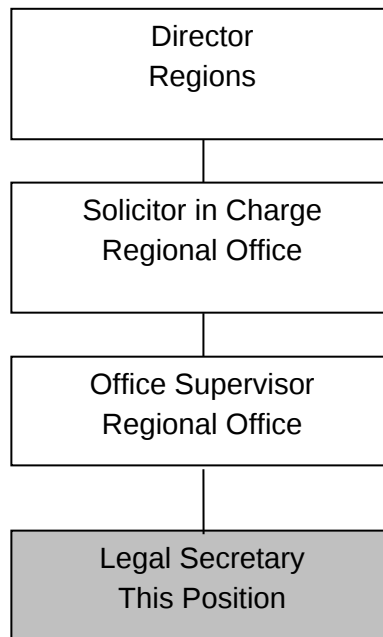 Director
Regions
Solicitor in Charge
Regional Office
Office Supervisor
Regional Office
Legal Secretary
This Position